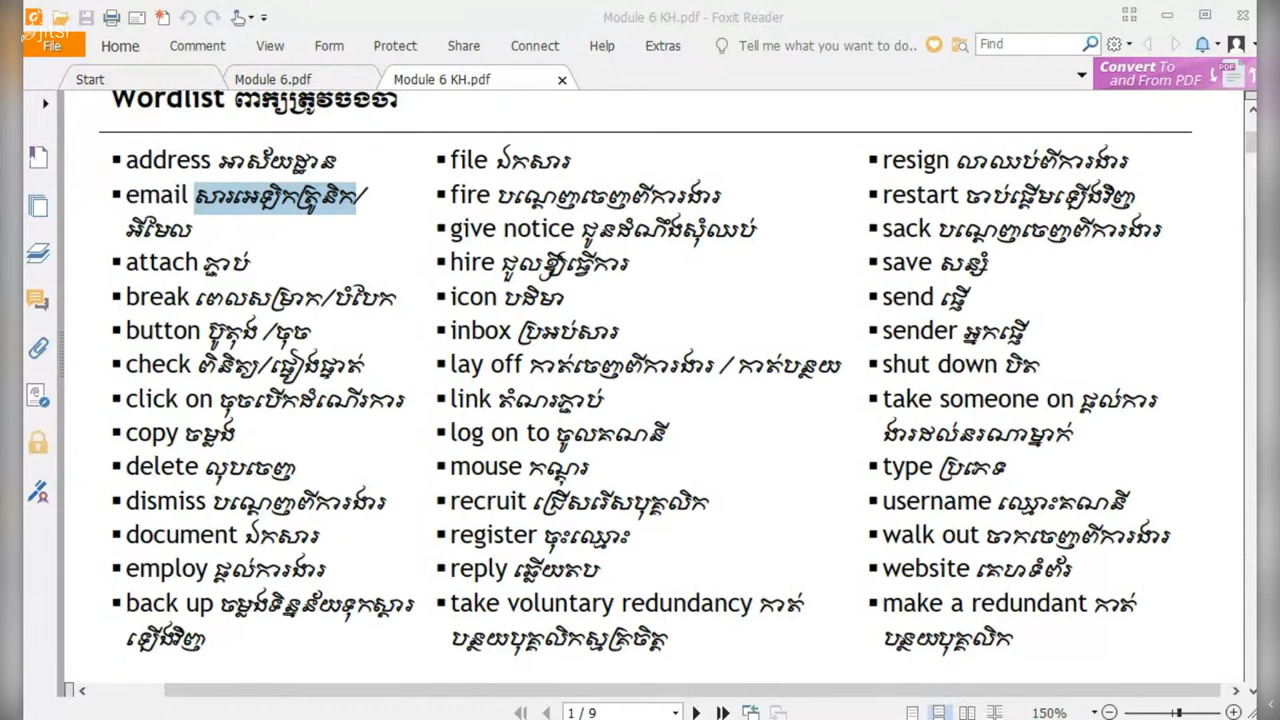 Module 6 KH.pdf - Foxit Reader
jitsi
File Home Comment View Form Protect Share Connect Help Extras Tell me what you want to do.. Find
Start Module 6.pdf Module 6 KH.pdf
Convert To and From PDF
Wordlist ពាក្យត្រូវចងចាំ
address អាស័យដ្ឋាន
email សារអេឡិកត្រូនិក/
អ៊ីមែល
attach ភ្ជាប់
break ពេលសម្រាក/បំបែក
button ប៊ូតុង /ចុច
check ពិនិត្យ/ផ្ទៀងផ្ទាត់
click on ចុចបើកដំណើរការ
copy ចម្លង
delete លុបចេញ
dismiss បណ្តេញពីការងារ
document ឯកសារ
employ ផ្តល់ការងារ
back up ចម្លងទិន្នន័យទុកស្តារ
ឡើងវិញ
file ឯកសារ
fire បណ្តេញចេញពីការងារ
give notice ជូនដំណឹងសុំឈប់
hire ជួលឱ្យធ្វើការ
icon បដិមា
inbox ប្រអប់សារ
lay off កាត់ចេញពីការងារ / កាត់បន្ថយ
link តំណរភ្ជាប់
log on to ចូលគណនី
mouse កណ្តុរ
recruit ជ្រើសរើសបុគ្គលិក
register ចុះឈ្មោះ
reply ឆ្លើយតប
take voluntary redundancy កាត់
បន្ថយបុគ្គលិកស្មគ្រចិត្ត
resign លាឈប់ពីការងារ
restart ចាប់ផ្តើមឡើងវិញ
sack បណ្តេញចេញពីការងារ
save សន្សំ
send ផ្ញើ
sender អ្នកផ្ញើ
shut down បិត
take someone on ផ្តល់ការ
ងារដល់នរណាម្នាក់
type ប្រភេទ
username ឈ្មោះគណនី
walk out ចាកចេញពីការងារ
website គេហទំព័រ
make a redundant កាត់
បន្ថយបុគ្គលិក
1 / 9 150%